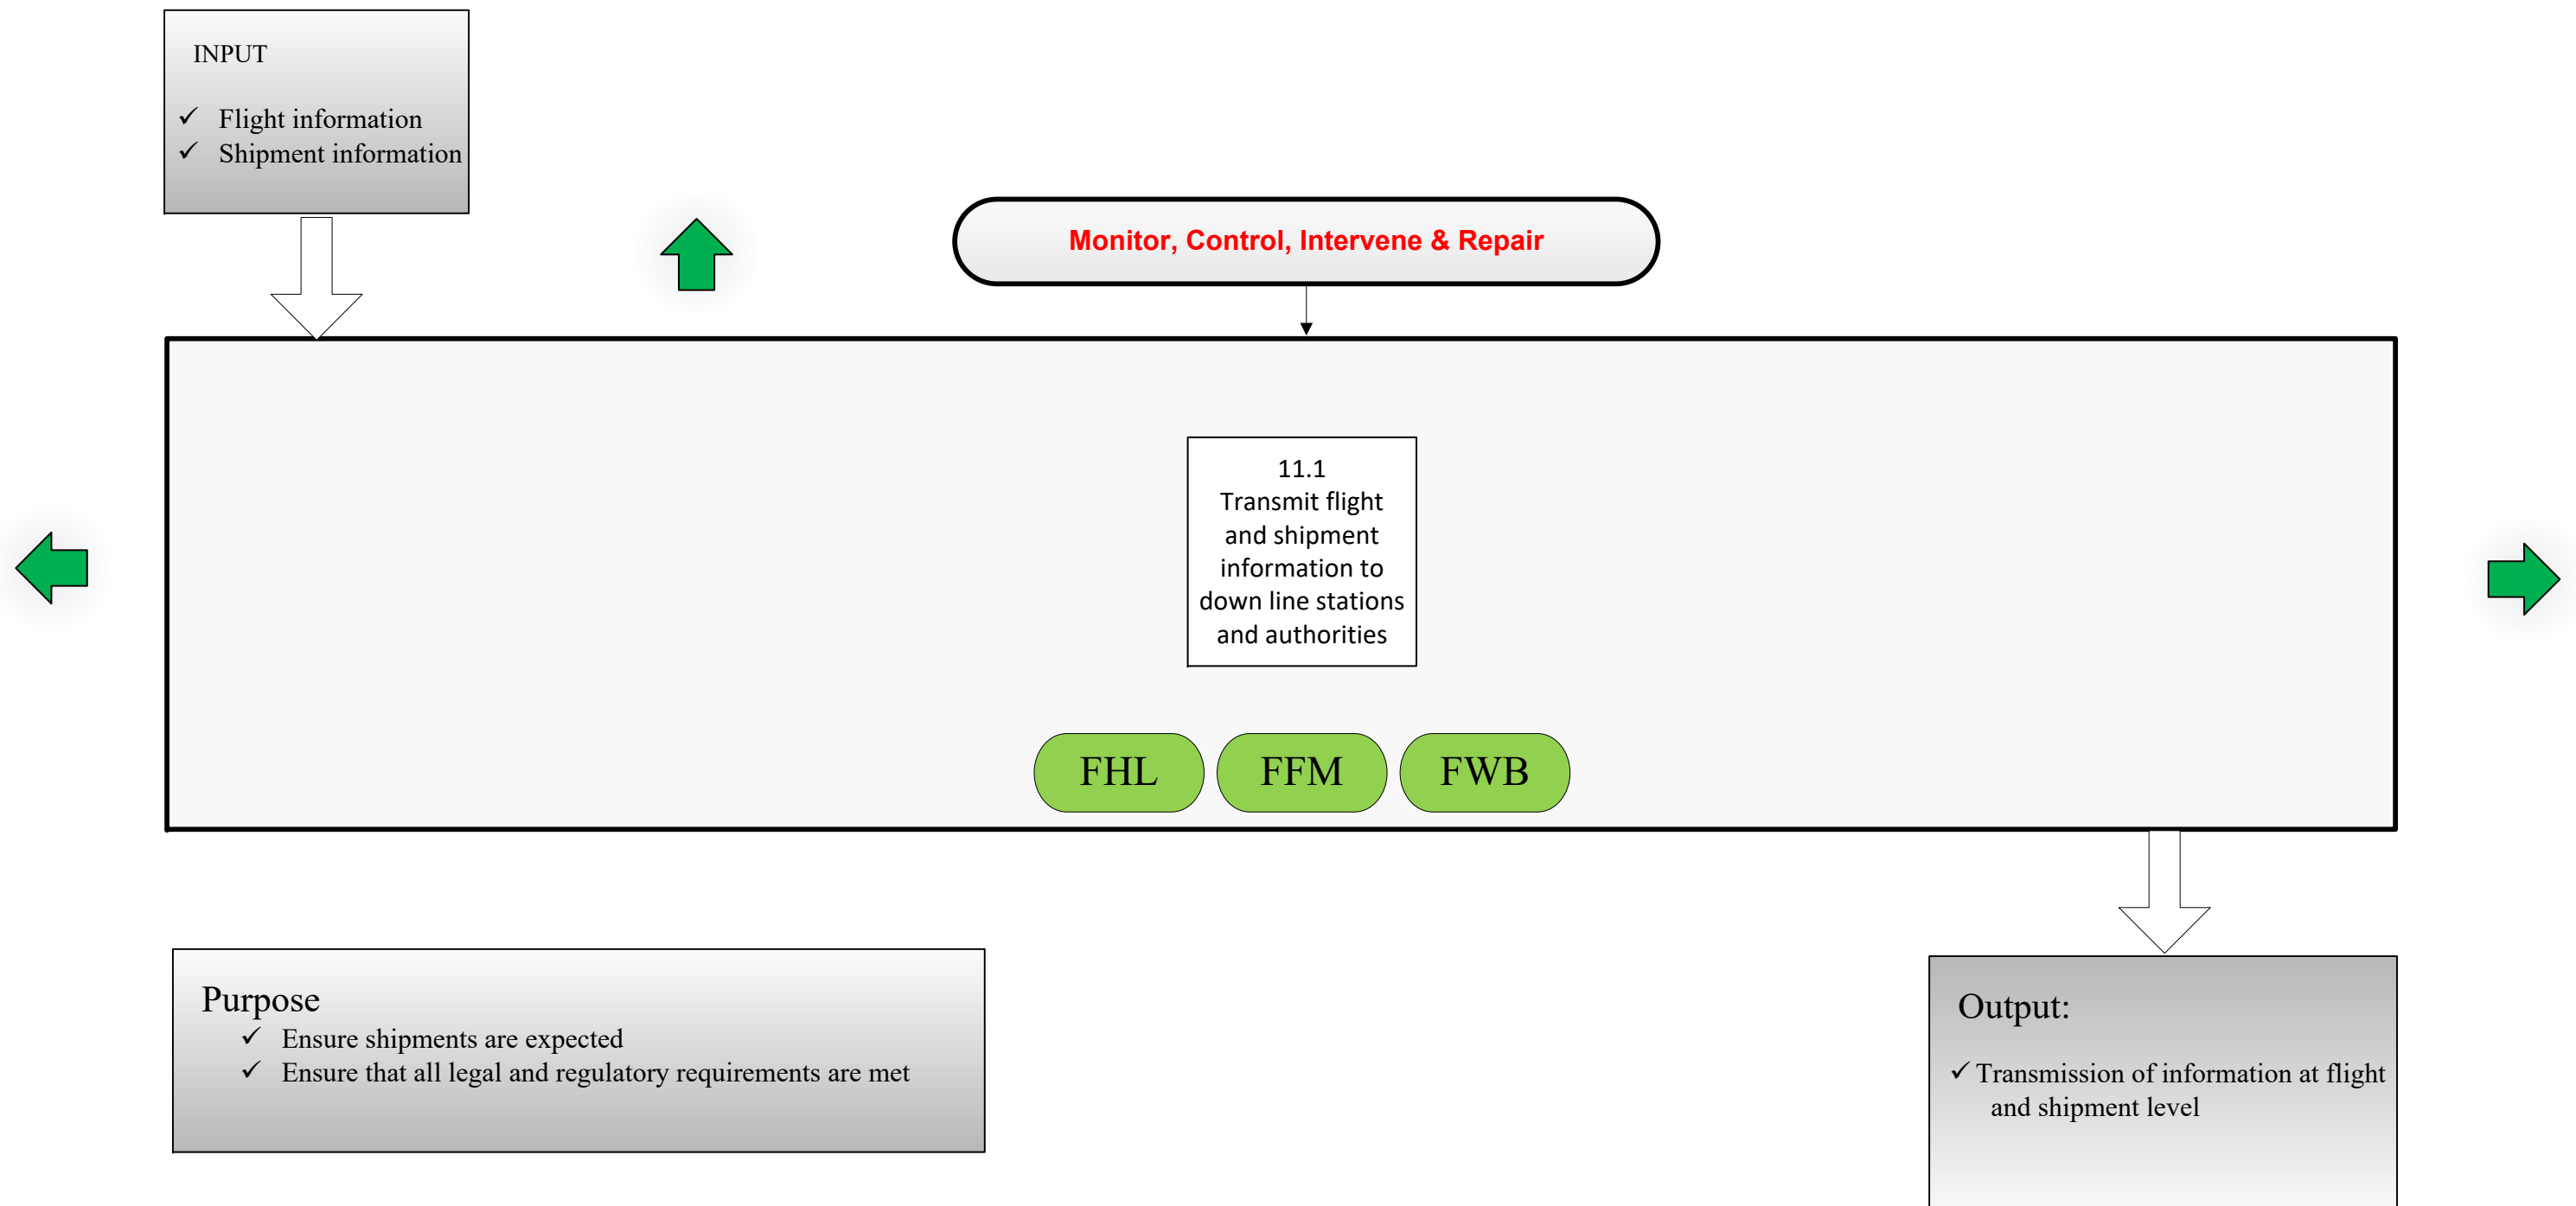 INPUT
✓ Flight information
✓ Shipment information
Monitor, Control, Intervene & Repair
11.1
Transmit flight
and shipment
information to
down line stations
and authorities
FHL FFM FWB
Purpose
✓ Ensure shipments are expected
✓ Ensure that all legal and regulatory requirements are met
Output:
✓ Transmission of information at flight
and shipment level